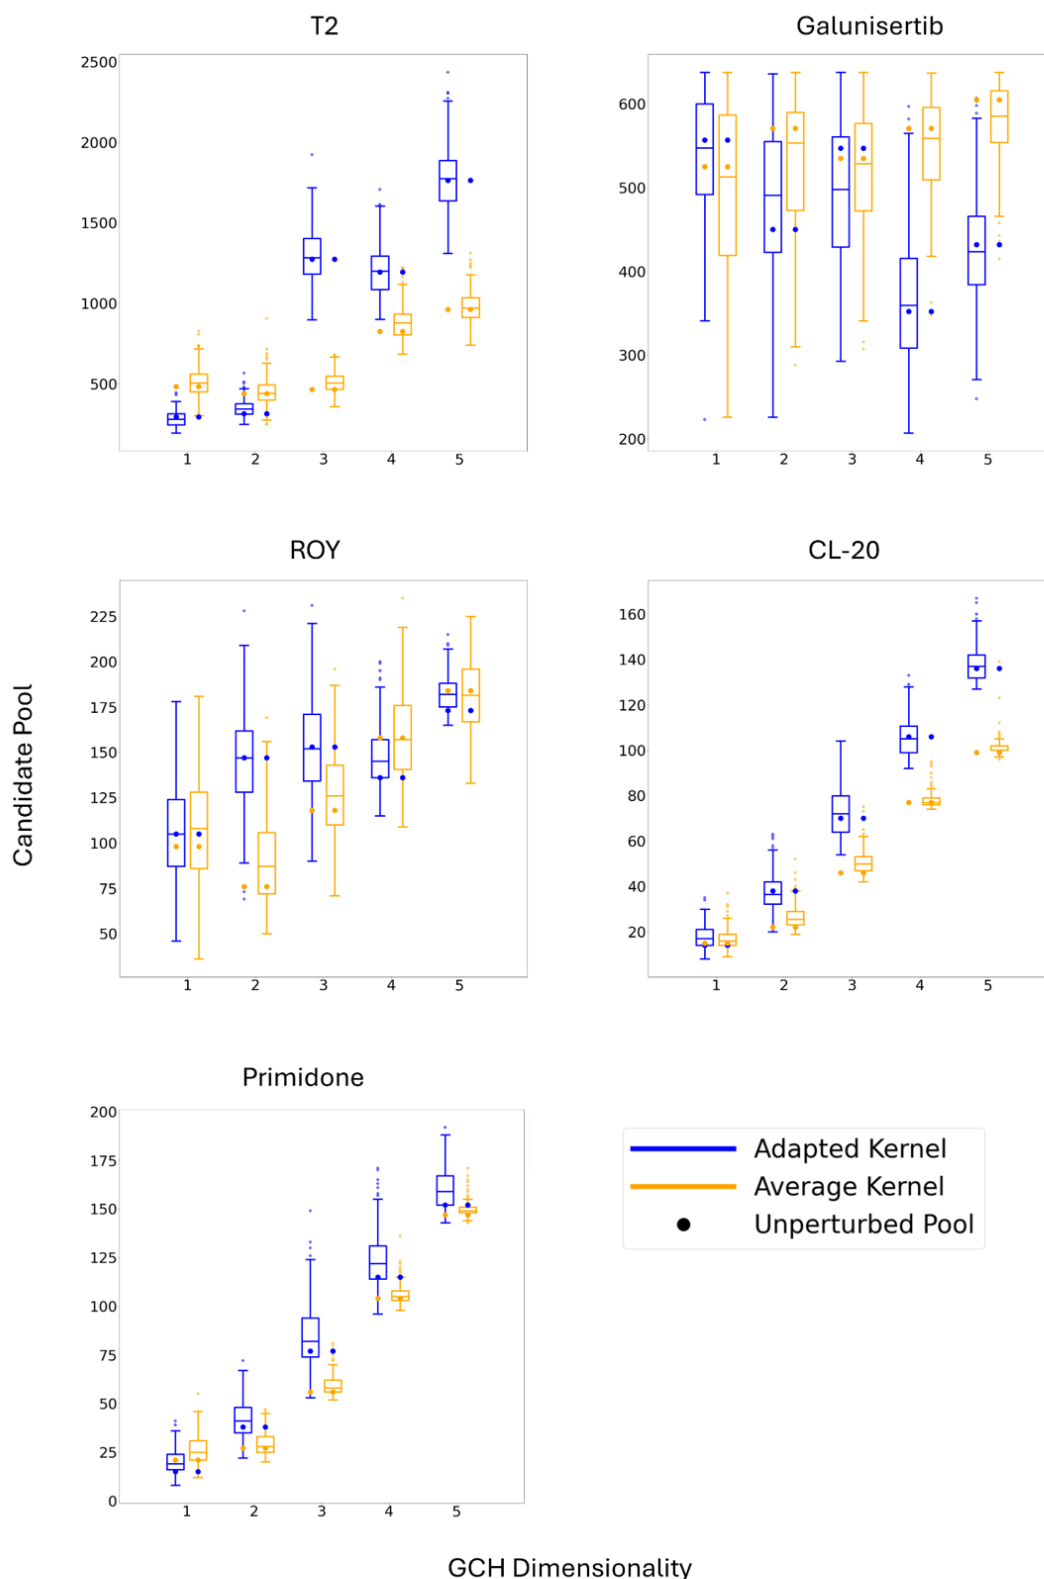 T2
2500
2000
1500
1000
500
1 2 3 4 5
Galunisertib
600
500
400
300
200
1 2 3 4 5
Candidate Pool
ROY
225
200
175
150
125
100
75
50
1 2 3 4 5
CL-20
160
140
120
100
80
60
40
20
1 2 3 4 5
Primidone
200
175
150
125
100
75
50
25
0
1 2 3 4 5
Adapted Kernel
Average Kernel
Unperturbed Pool
GCH Dimensionality